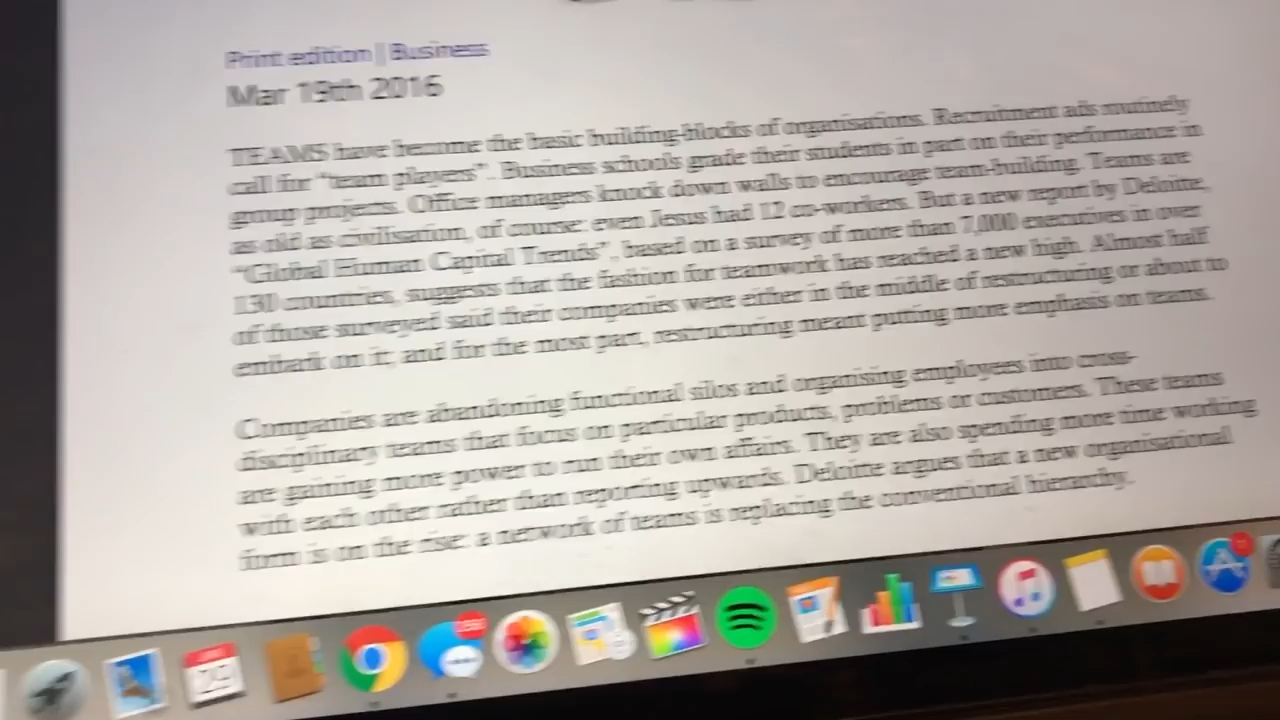 Print edition | Business
Mar 19th 2016
TEAMS have become the basic building-blocks of organisations. Recruitment ads routinely
call for "team players". Business schools grade their students in part on their performance in
group projects. Office managers knock down walls to encourage team-building. Teams are
as old as civilisation, of course: even Jesus had 12 co-workers. But a new report by Deloitte,
"Global Human Capital Trends", based on a survey of more than 7,000 executives in over
130 countries, suggests that the fashion for teamwork has reached a new high. Almost half
of those surveyed said their companies were either in the middle of restructuring or about to
embark on it; and for the most part, restructuring meant putting more emphasis on teams.
Companies are abandoning functional silos and organising employees into cross-
disciplinary teams that focus on particular products, problems or customers. These teams
are gaining more power to run their own affairs. They are also spending more time working
with each other rather than reporting upwards. Deloitte argues that a new organisational
form is on the rise: a network of teams is replacing the conventional hierarchy.
29